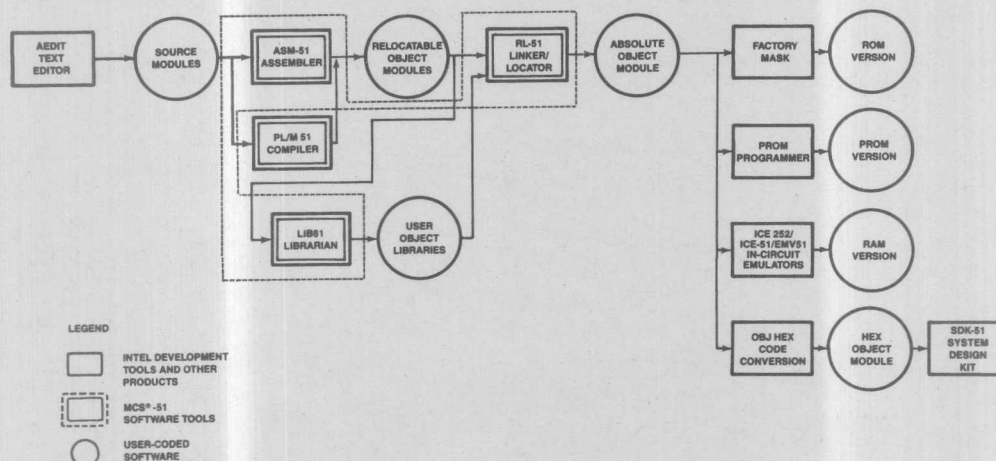 AEDIT
TEXT
EDITOR
SOURCE
MODULES
ASM-51
ASSEMBLER
RELOCATABLE
OBJECT
MODULES
RL-51
LINKER/
LOCATOR
ABSOLUTE
OBJECT
MODULE
FACTORY
MASK
ROM
VERSION
PL/M 51
COMPILER
PROM
PROGRAMMER
PROM
VERSION
LIB51
LIBRARIAN
USER
OBJECT
LIBRARIES
ICE 252/
ICE-51/EMV51
IN-CIRCUIT
EMULATORS
RAM
VERSION
OBJ HEX
CODE
CONVERSION
HEX
OBJECT
MODULE
SDK-51
SYSTEM
DESIGN
KIT
LEGEND
INTEL DEVELOPMENT
TOOLS AND OTHER
PRODUCTS
MCS®-51
SOFTWARE TOOLS
USER-CODED
SOFTWARE